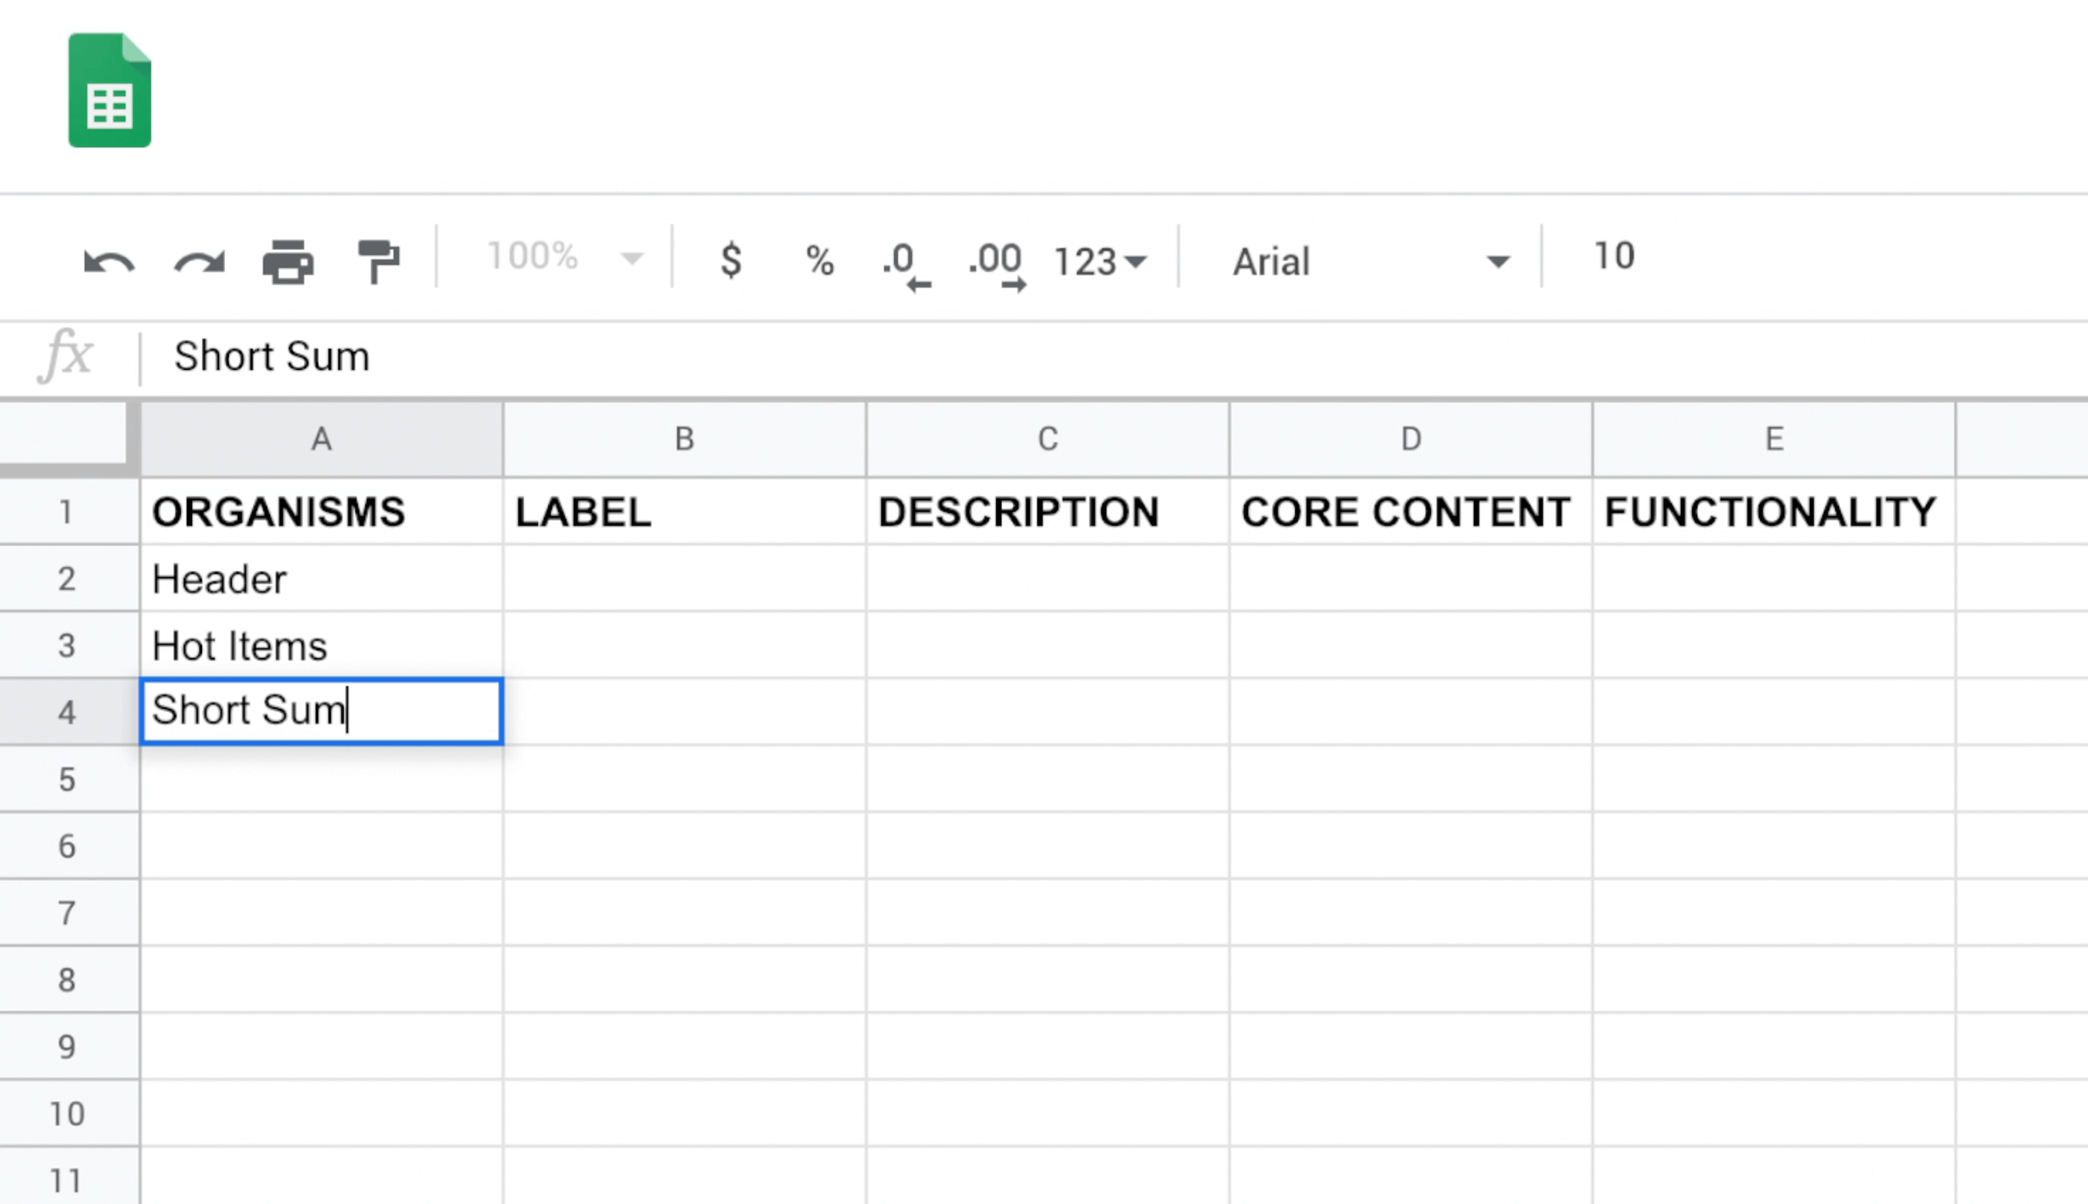 100% $ % .0 .00 123 Arial 10
fx Short Sum
A B C D E
1 ORGANISMS LABEL DESCRIPTION CORE CONTENT FUNCTIONALITY
2 Header
3 Hot Items
4 Short Sum
5
6
7
8
9
10
11